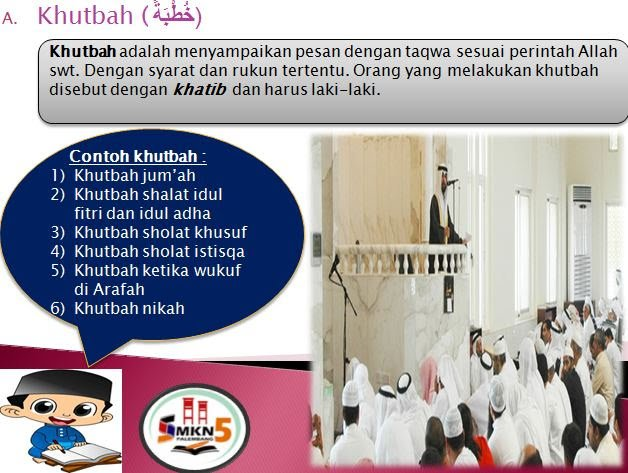 A. Khutbah (خُطْبَةٌ)
Khutbah adalah menyampaikan pesan dengan taqwa sesuai perintah Allah
swt. Dengan syarat dan rukun tertentu. Orang yang melakukan khutbah
disebut dengan khatib dan harus laki-laki.
Contoh khutbah :
1) Khutbah jum'ah
2) Khutbah shalat idul
fitri dan idul adha
3) Khutbah sholat khusuf
4) Khutbah sholat istisqa
5) Khutbah ketika wukuf
di Arafah
6) Khutbah nikah
SMKN 5
PALEMBANG